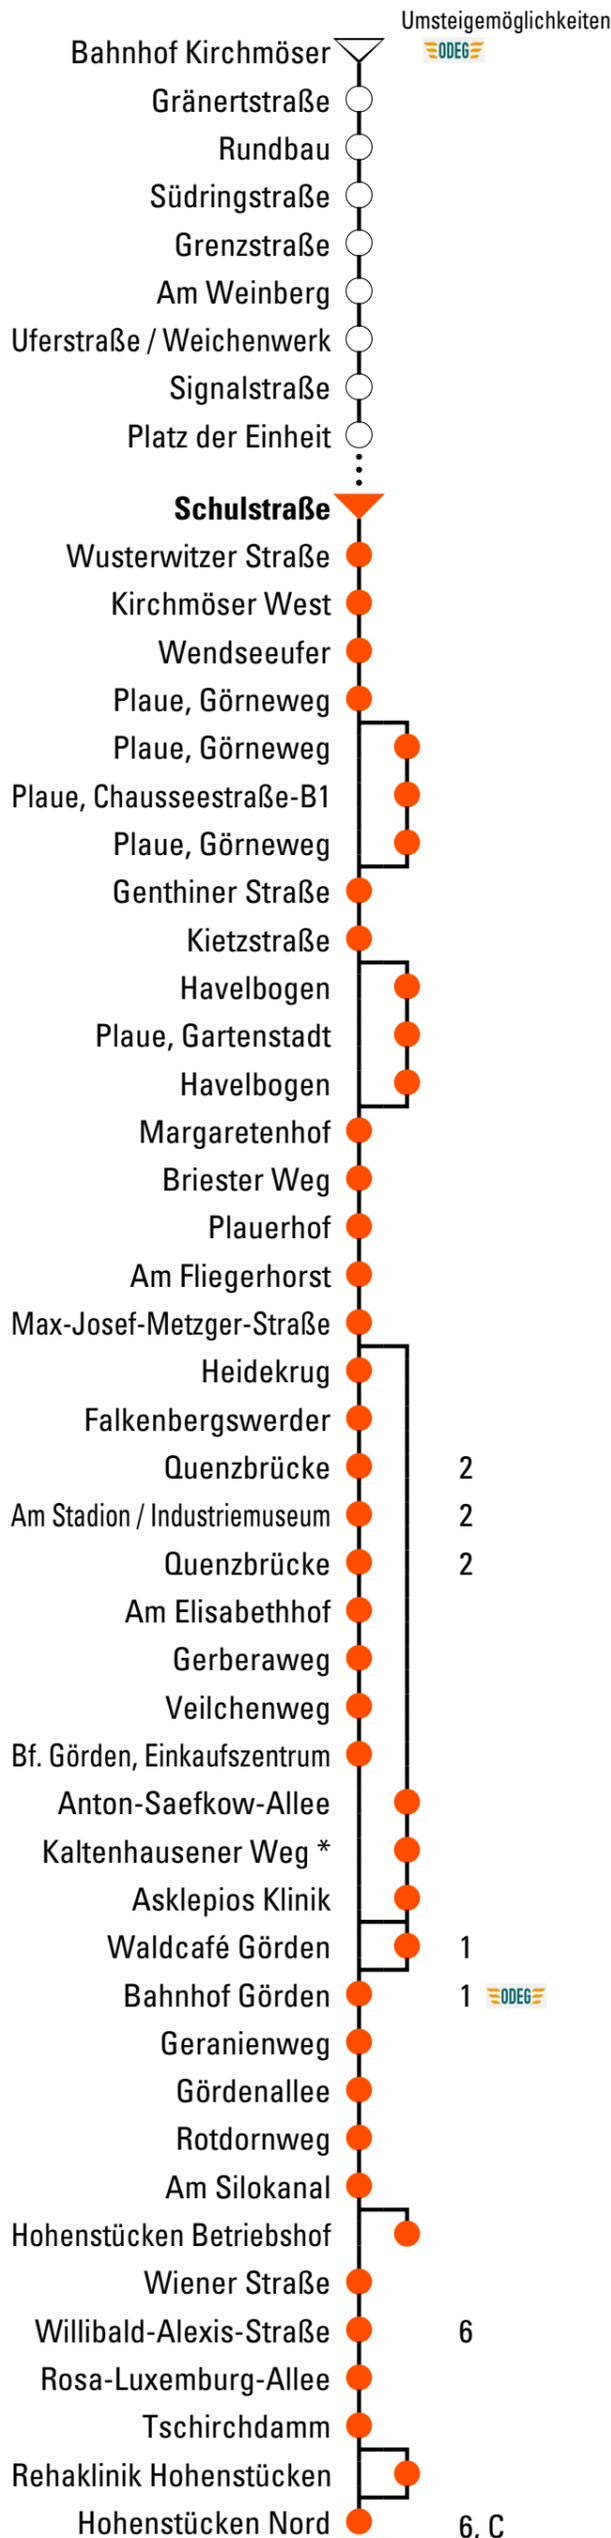 Umsteigemöglichkeiten
Bahnhof Kirchmöser ODEG
Gränertstraße
Rundbau
Südringstraße
Grenzstraße
Am Weinberg
Uferstraße / Weichenwerk
Signalstraße
Platz der Einheit
Schulstraße
Wusterwitzer Straße
Kirchmöser West
Wendseeufer
Plaue, Görneweg
Plaue, Görneweg
Plaue, Chausseestraße-B1
Plaue, Görneweg
Genthiner Straße
Kietzstraße
Havelbogen
Plaue, Gartenstadt
Havelbogen
Margaretenhof
Briester Weg
Plauerhof
Am Fliegerhorst
Max-Josef-Metzger-Straße
Heidekrug
Falkenbergswerder
Quenzbrücke 2
Am Stadion / Industriemuseum 2
Quenzbrücke 2
Am Elisabethhof
Gerberaweg
Veilchenweg
Bf. Görden, Einkaufszentrum
Anton-Saefkow-Allee
Kaltenhausener Weg *
Asklepios Klinik
Waldcafé Görden 1
Bahnhof Görden 1 ODEG
Geranienweg
Gördenallee
Rotdornweg
Am Silokanal
Hohenstücken Betriebshof
Wiener Straße
Willibald-Alexis-Straße 6
Rosa-Luxemburg-Allee
Tschirchdamm
Rehaklinik Hohenstücken
Hohenstücken Nord 6, C